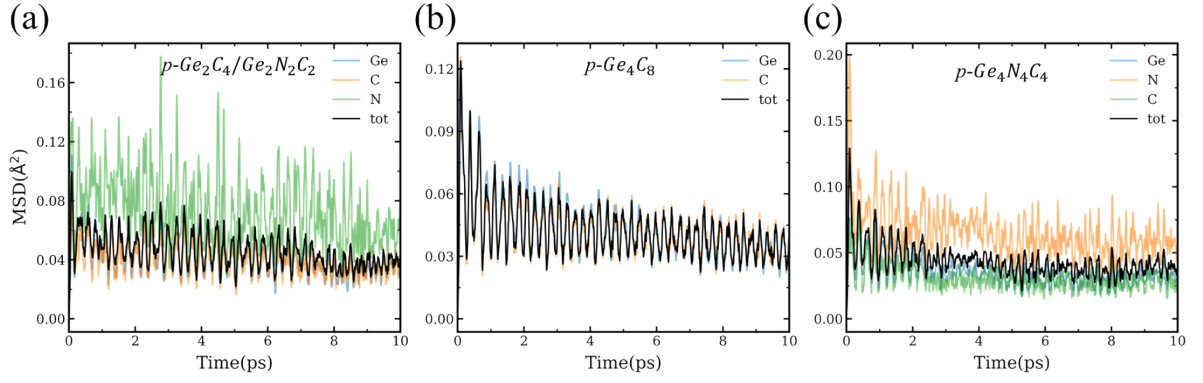 (a)
p-Ge₂C₄/Ge₂N₂C₂
Ge
C
N
tot
0.16
0.12
0.08
0.04
0.00
MSD(Å²)
0 2 4 6 8 10
Time(ps)
(b)
p-Ge₄C₈
Ge
C
tot
0.12
0.09
0.06
0.03
0.00
0 2 4 6 8 10
Time(ps)
(c)
p-Ge₄N₄C₄
Ge
N
C
tot
0.20
0.15
0.10
0.05
0.00
0 2 4 6 8 10
Time(ps)